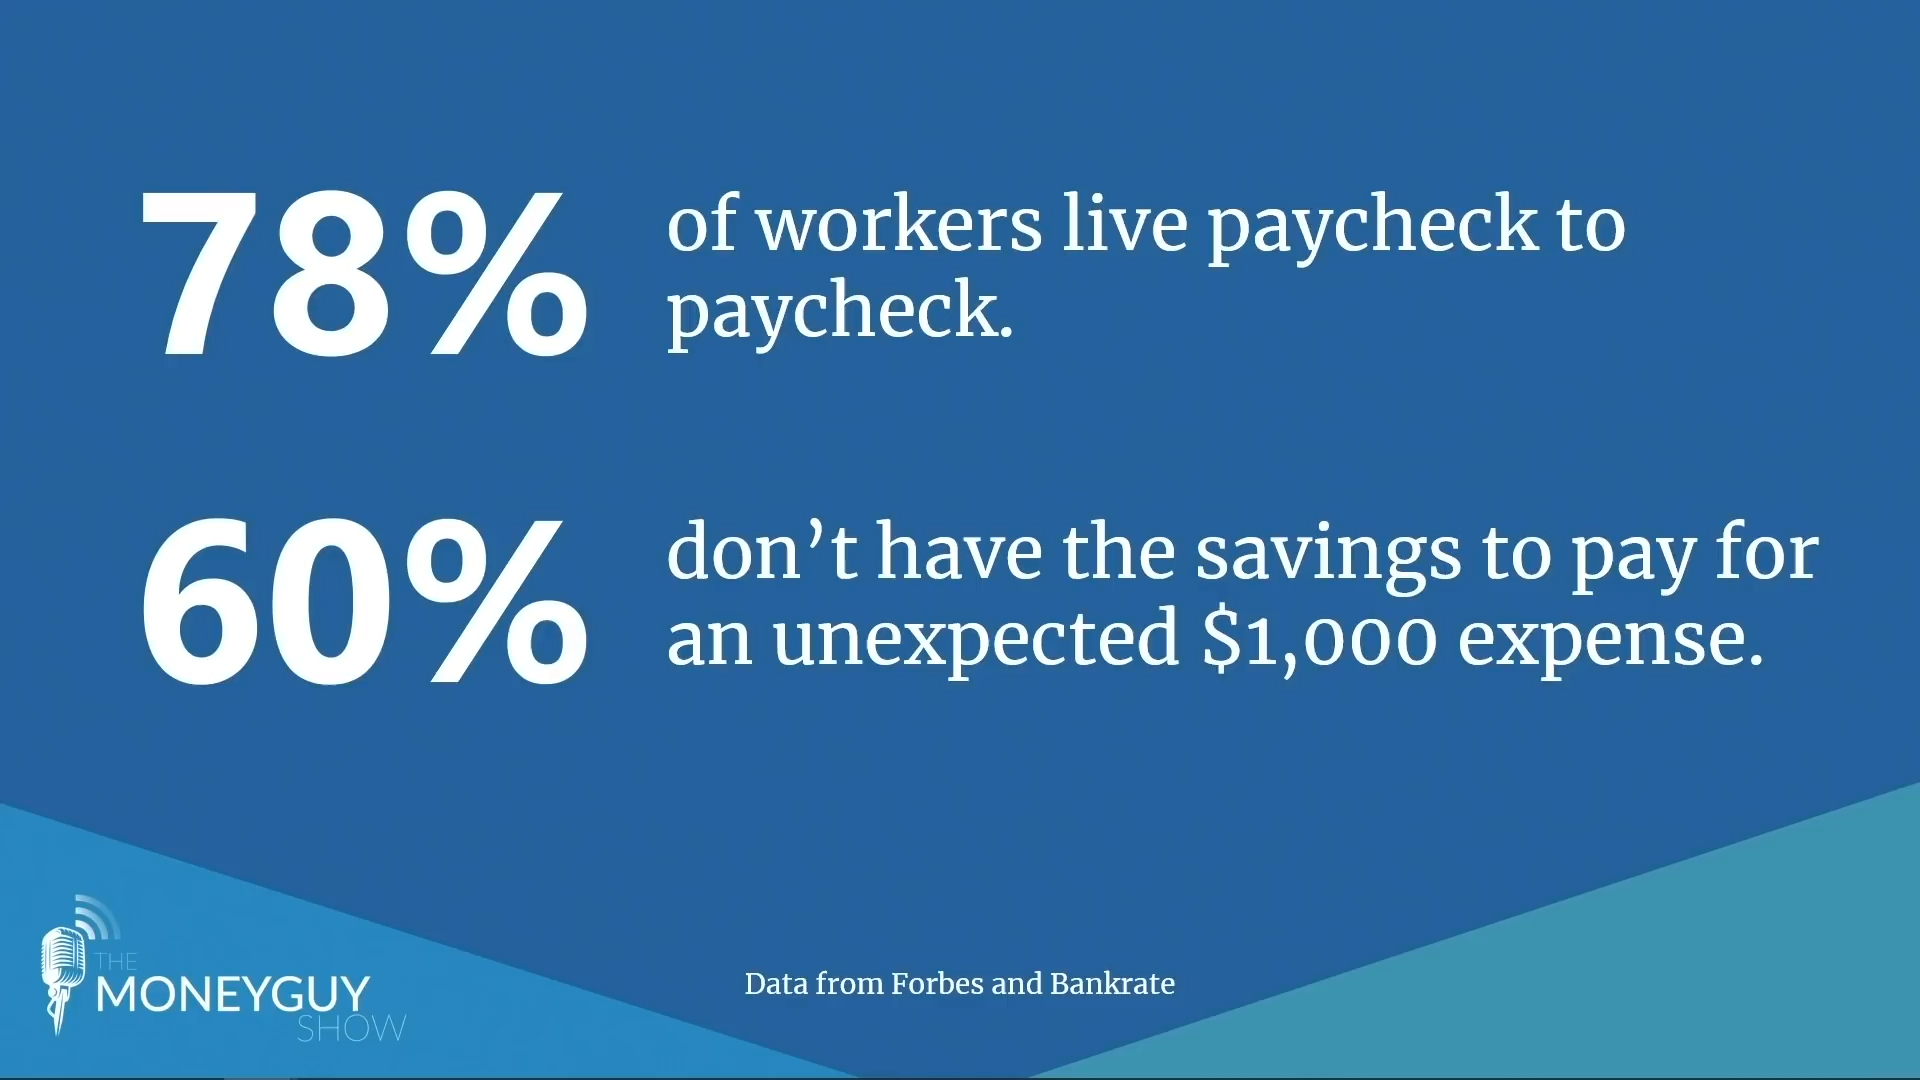 78% of workers live paycheck to
paycheck.
60% don’t have the savings to pay for
an unexpected $1,000 expense.
THE
MONEYGUY
SHOW
Data from Forbes and Bankrate